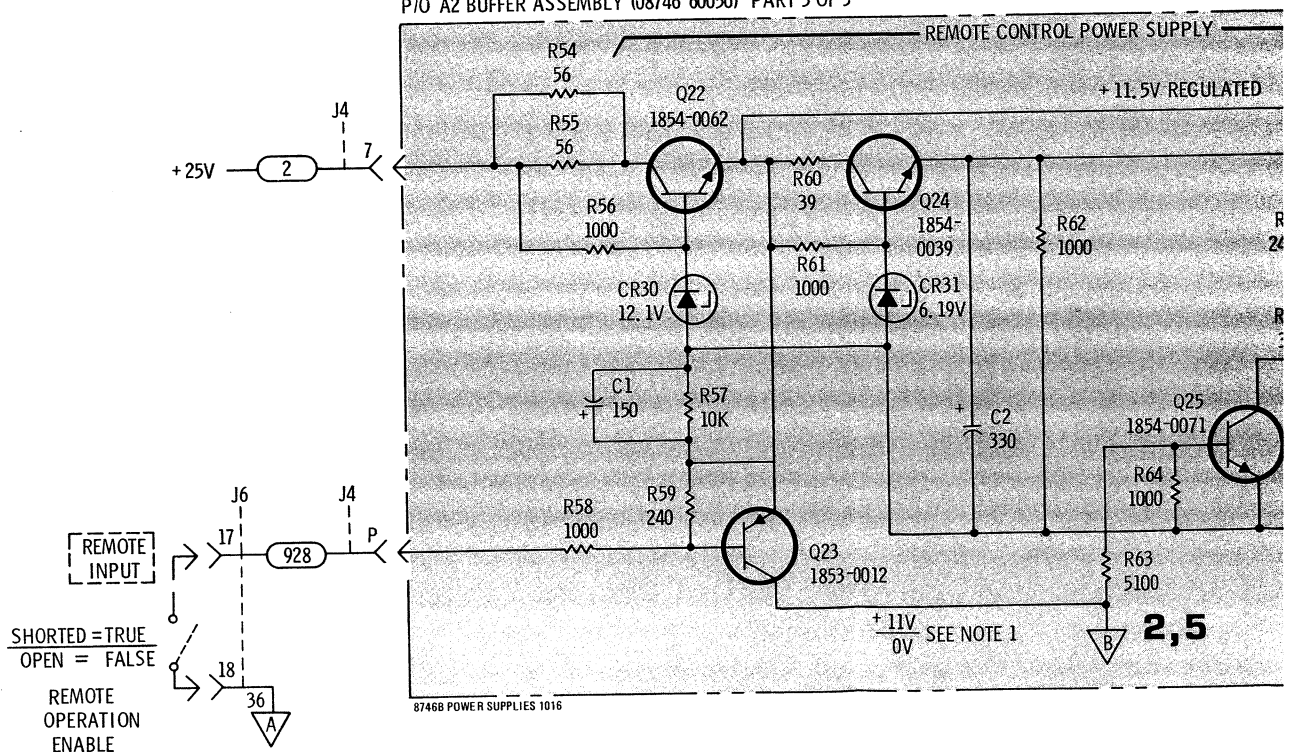 P/O A2 BUFFER ASSEMBLY (08746-60056) PART 5 OF 5
REMOTE CONTROL POWER SUPPLY
R54
56
Q22
1854-0062
+11.5V REGULATED
J4
R55
56
7
+25V
2
R60
39
Q24
1854-
0039
R56
1000
R62
1000
R
24
R61
1000
CR30
12.1V
CR31
6.19V
R
C1
150
+
R57
10K
+
C2
330
Q25
1854-0071
R64
1000
J6
J4
R59
240
R58
1000
17
P
REMOTE
INPUT
928
Q23
1853-0012
R63
5100
+11V
0V
SEE NOTE 1
B
2,5
SHORTED = TRUE
OPEN = FALSE
18
36
A
REMOTE
OPERATION
ENABLE
8746B POWER SUPPLIES 1016